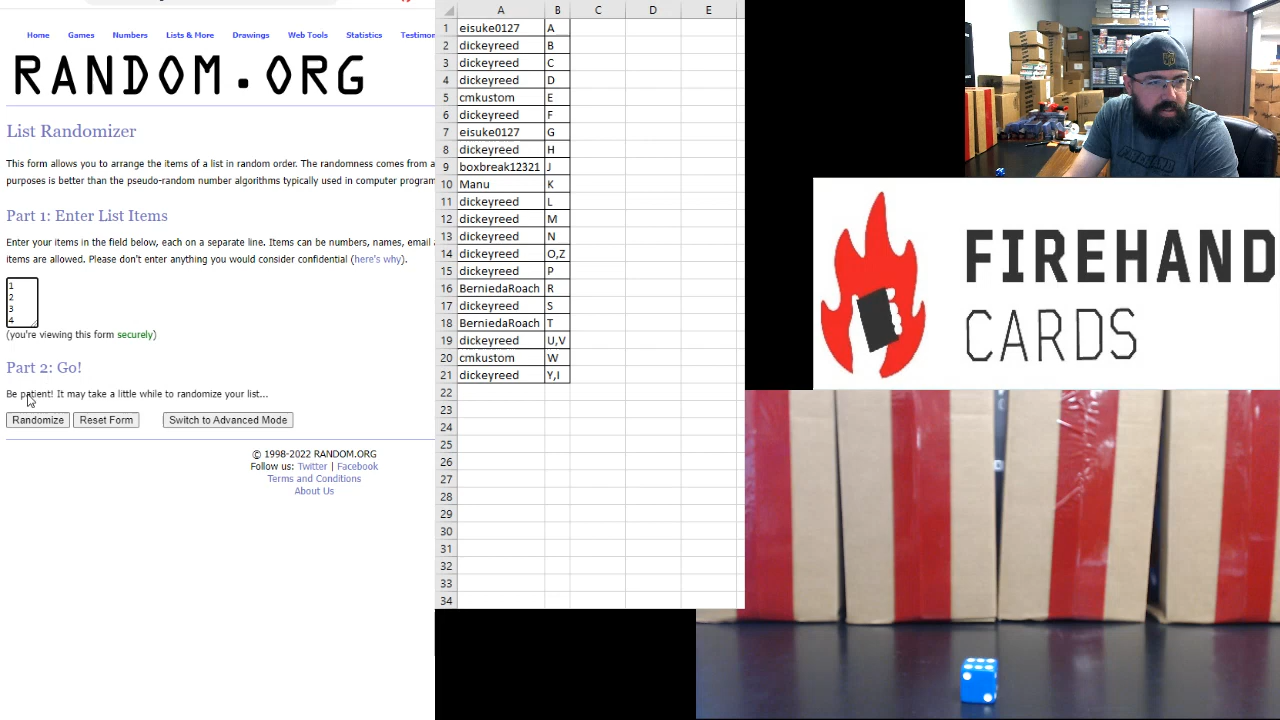 Home Games Numbers Lists & More Drawings Web Tools Statistics Testimor
RANDOM.ORG
List Randomizer
This form allows you to arrange the items of a list in random order. The randomness comes from a
purposes is better than the pseudo-random number algorithms typically used in computer program
Part 1: Enter List Items
Enter your items in the field below, each on a separate line. Items can be numbers, names, email
items are allowed. Please don't enter anything you would consider confidential (here's why).
1
2
3
4
(you're viewing this form securely)
Part 2: Go!
Be patient! It may take a little while to randomize your list...
Randomize Reset Form Switch to Advanced Mode
© 1998-2022 RANDOM.ORG
Follow us: Twitter | Facebook
Terms and Conditions
About Us
A B C D E
1 eisuke0127 A
2 dickeyreed B
3 dickeyreed C
4 dickeyreed D
5 cmkustom E
6 dickeyreed F
7 eisuke0127 G
8 dickeyreed H
9 boxbreak12321 J
10 Manu K
11 dickeyreed L
12 dickeyreed M
13 dickeyreed N
14 dickeyreed O,Z
15 dickeyreed P
16 BerniedaRoach R
17 dickeyreed S
18 BerniedaRoach T
19 dickeyreed U,V
20 cmkustom W
21 dickeyreed Y,I
22
23
24
25
26
27
28
29
30
31
32
33
34
FIREHAND
CARDS